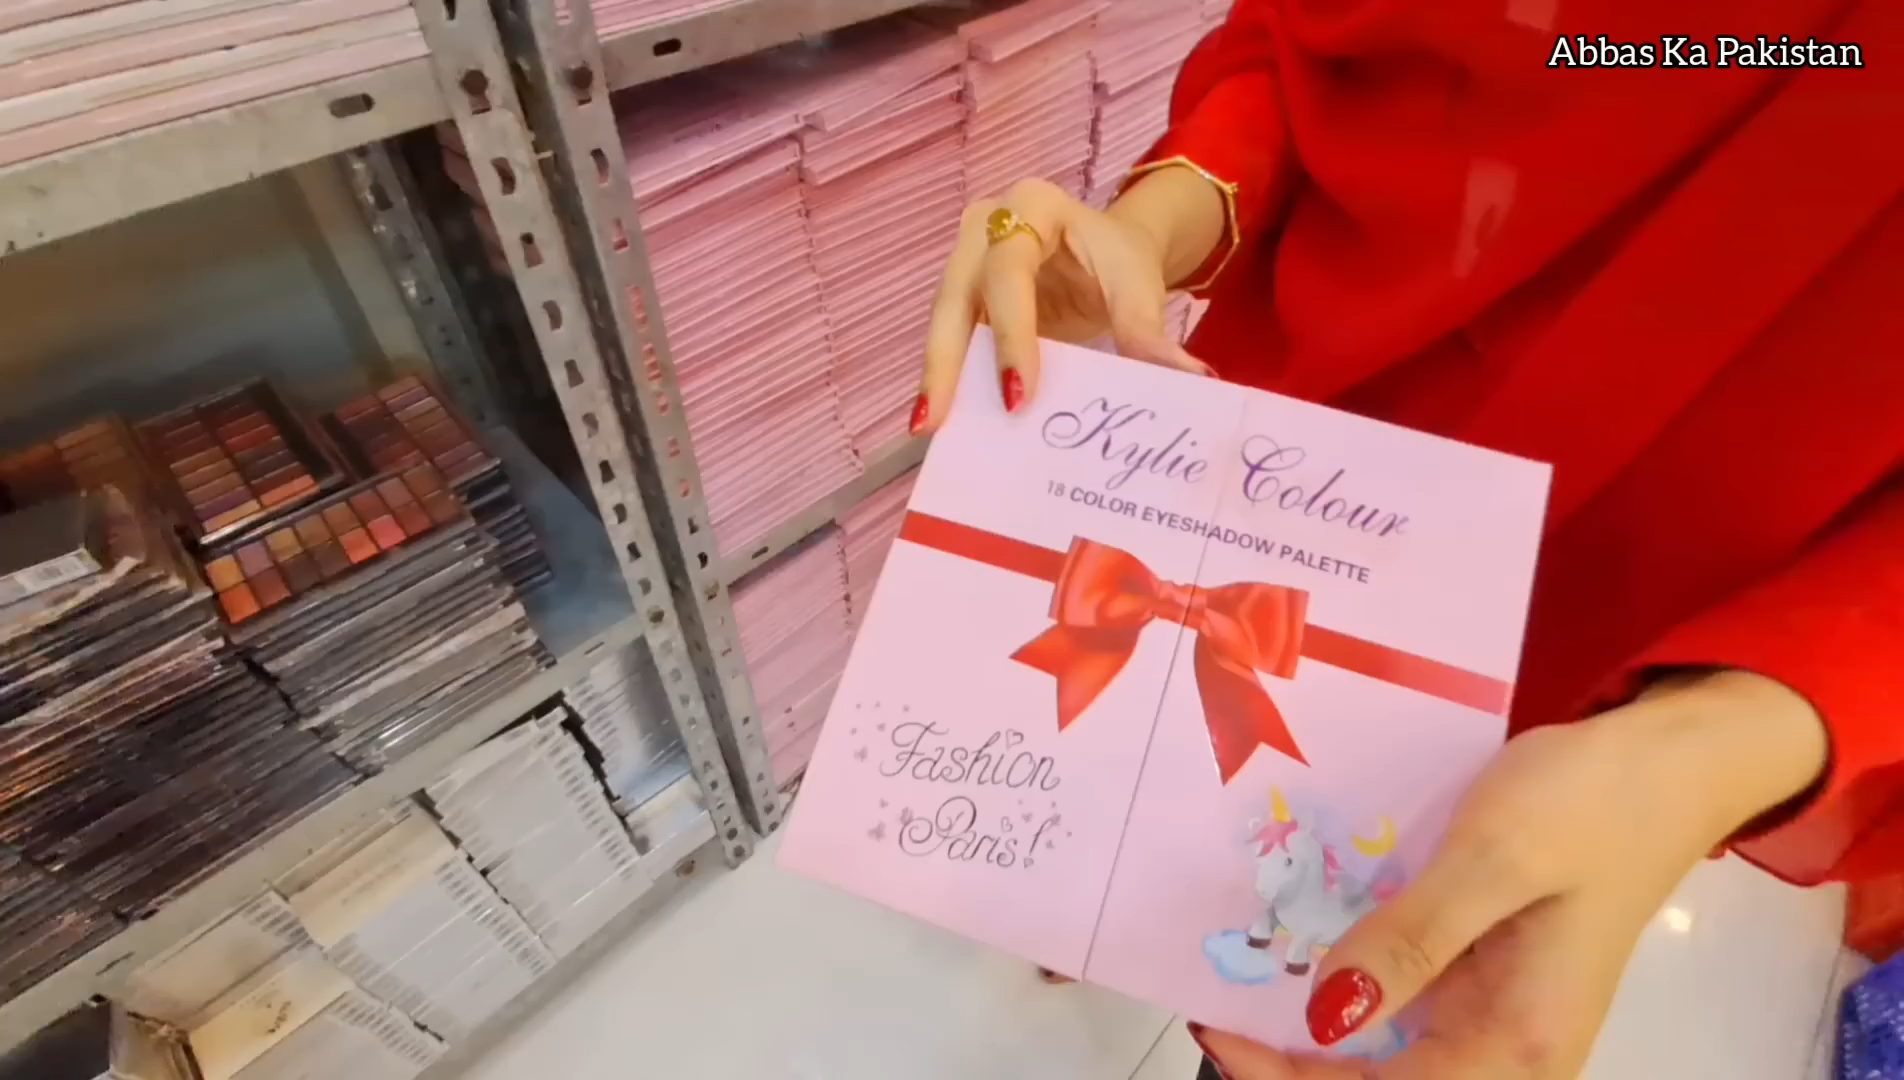 Abbas Ka Pakistan
Kylie Colour
18 COLOR EYESHADOW PALETTE
Fashion
Paris!